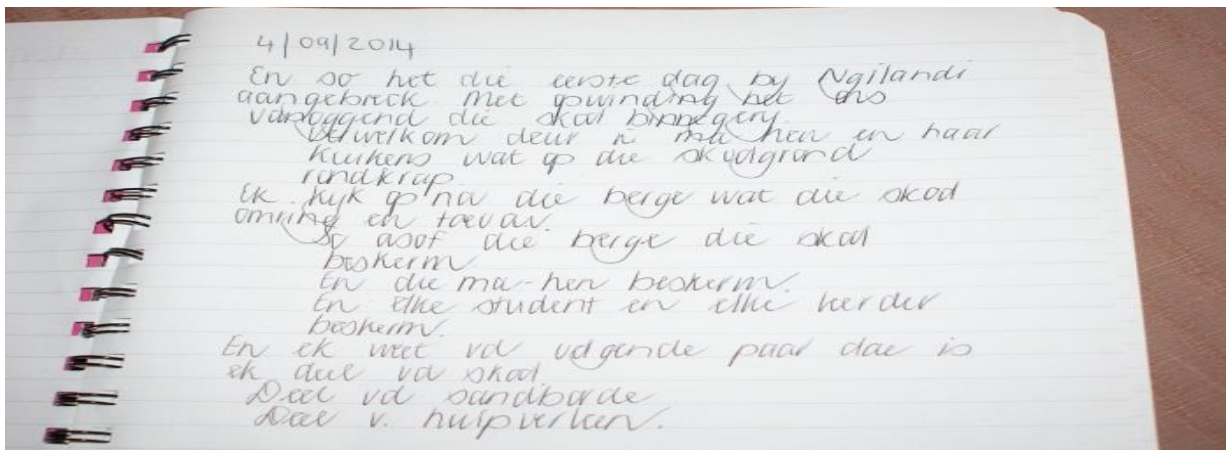 4/09/2014
En so het die eerste dag by Ngilandi
aangebreek. Met opwinding het ons
vanoggend die skool binnegery.
Verwelkom deur 'n ma hen en haar
kuikens wat op die skoolgrond
rondkrap.
Ek kyk op na die berge wat die skool
omring en toevou.
So asof die berge die skool
beskerm.
En die ma-hen beskerm.
En elke student en elke leerder
beskerm.
En ek weet vd volgende paar dae is
ek deel vd skool
Deel vd sandborde
Deel v. hulpverleen.